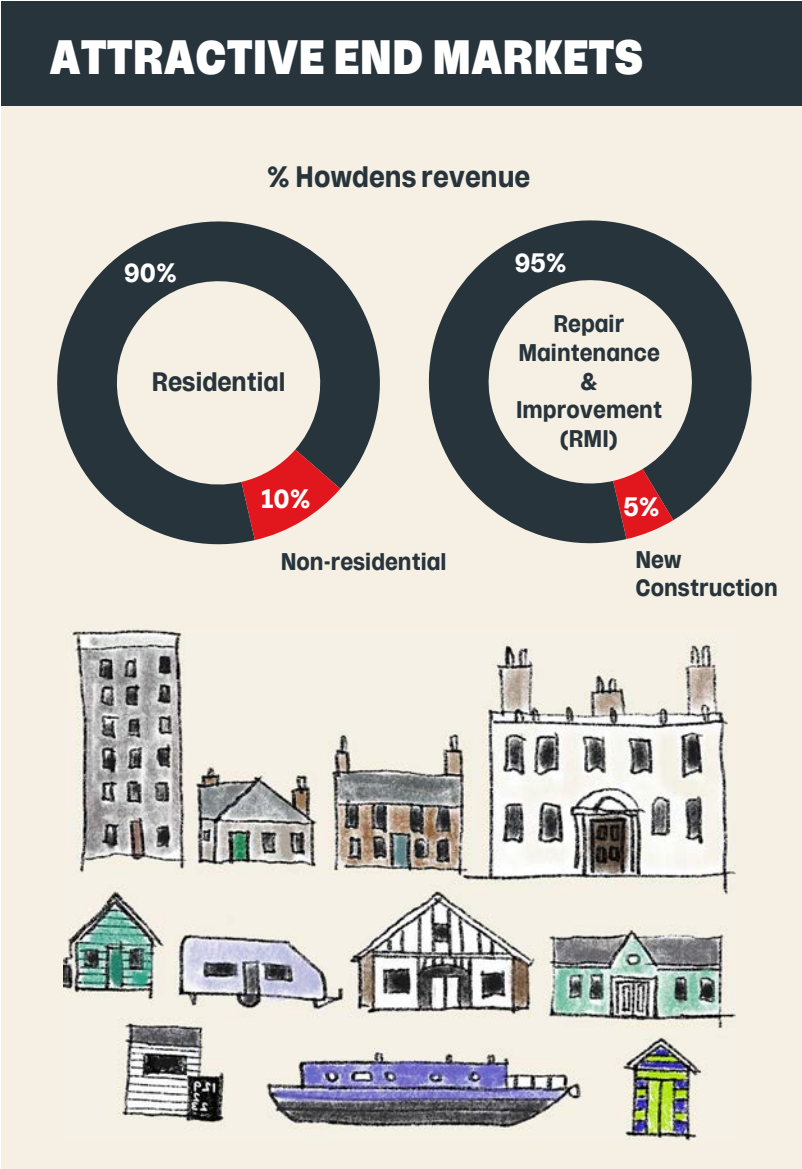 ATTRACTIVE END MARKETS
% Howdens revenue
90%
Residential
10%
Non-residential
95%
Repair
Maintenance
&
Improvement
(RMI)
5%
New
Construction